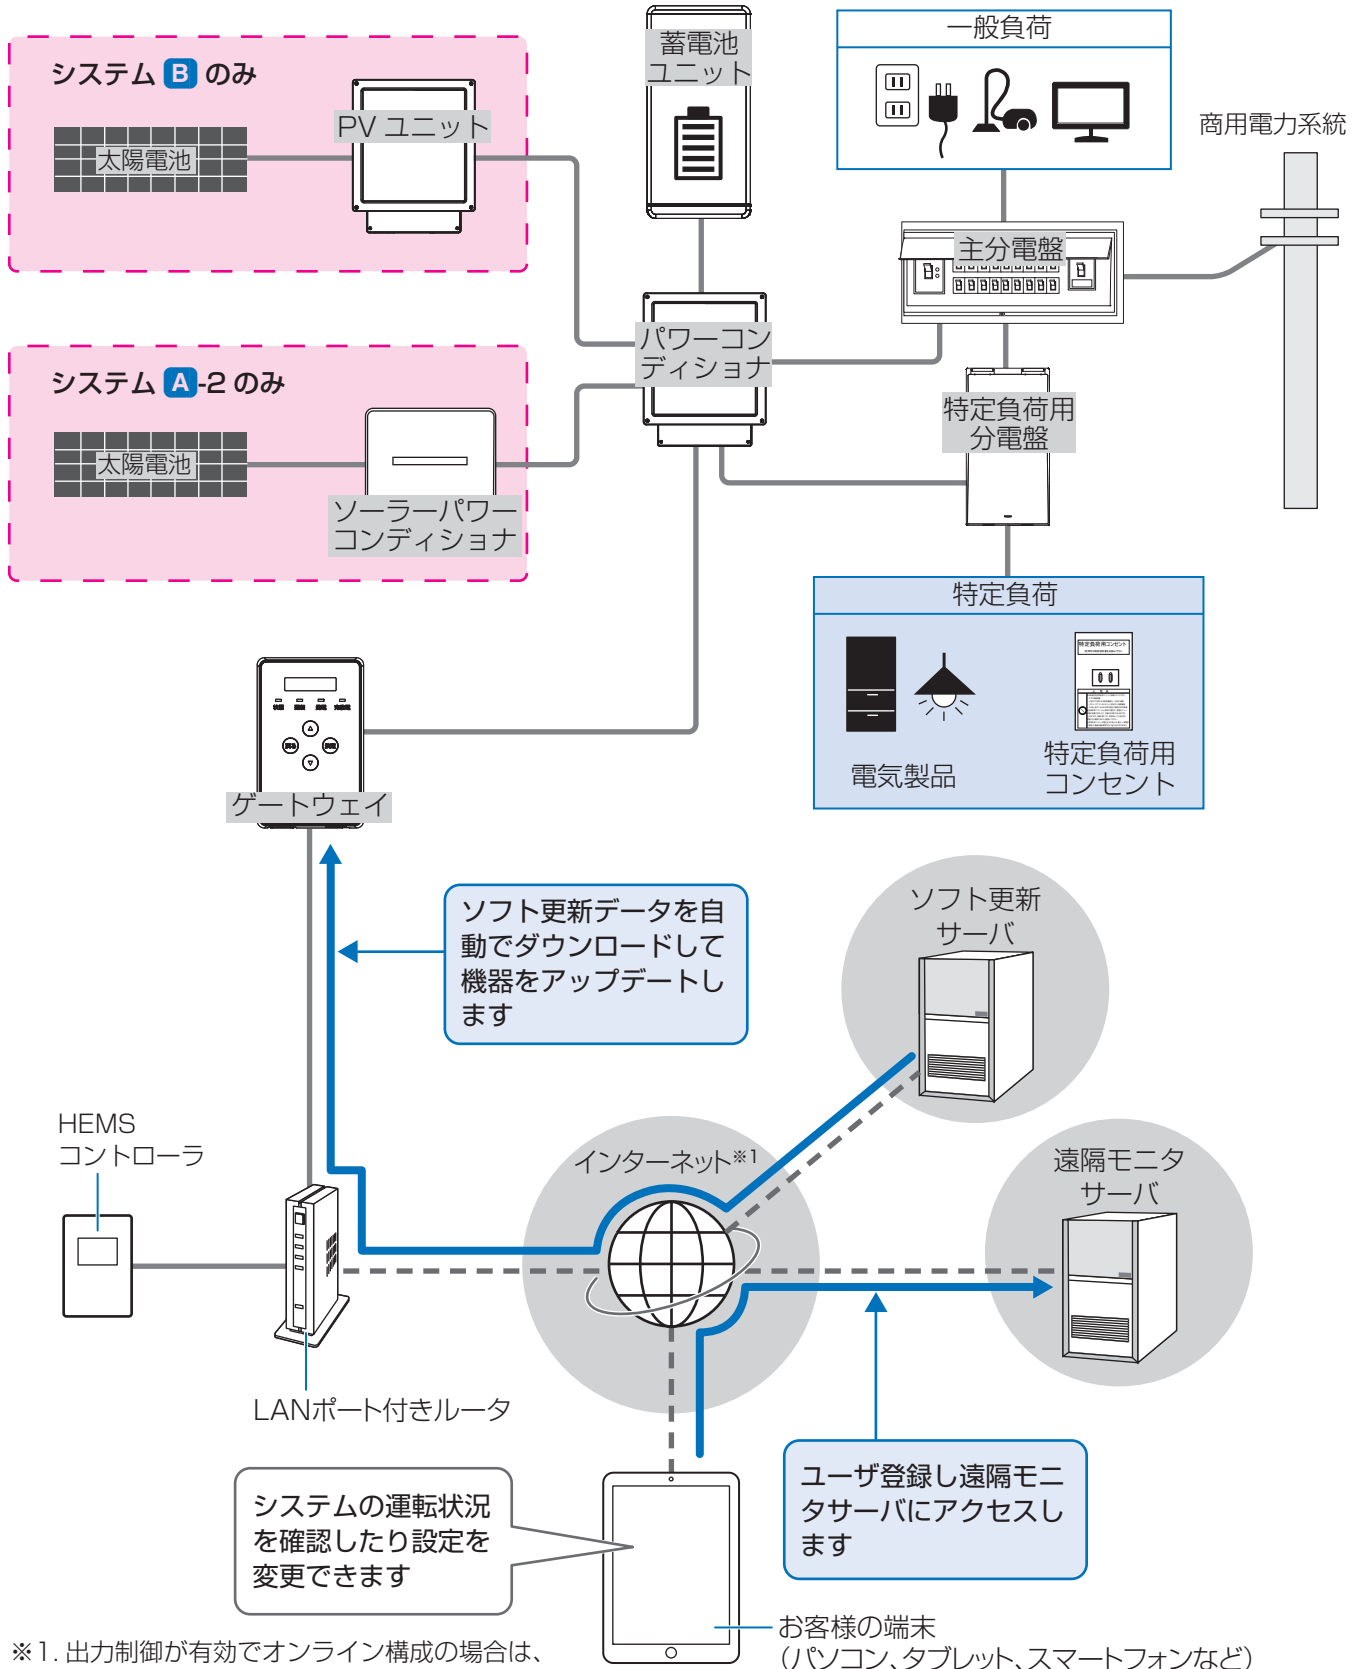 システム B のみ
太陽電池
PV ユニット
蓄電池
ユニット
一般負荷
商用電力系統
主分電盤
パワーコン
ディショナ
システム A-2 のみ
太陽電池
ソーラーパワー
コンディショナ
特定負荷用
分電盤
特定負荷
特定負荷用コンセント
電気製品
特定負荷用
コンセント
ゲートウェイ
ソフト更新データを自
動でダウンロードして
機器をアップデートし
ます
ソフト更新
サーバ
HEMS
コントローラ
インターネット※1
遠隔モニタ
サーバ
LANポート付きルータ
システムの運転状況
を確認したり設定を
変更できます
ユーザ登録し遠隔モニ
タサーバにアクセスし
ます
お客様の端末
(パソコン、タブレット、スマートフォンなど)
※1. 出力制御が有効でオンライン構成の場合は、